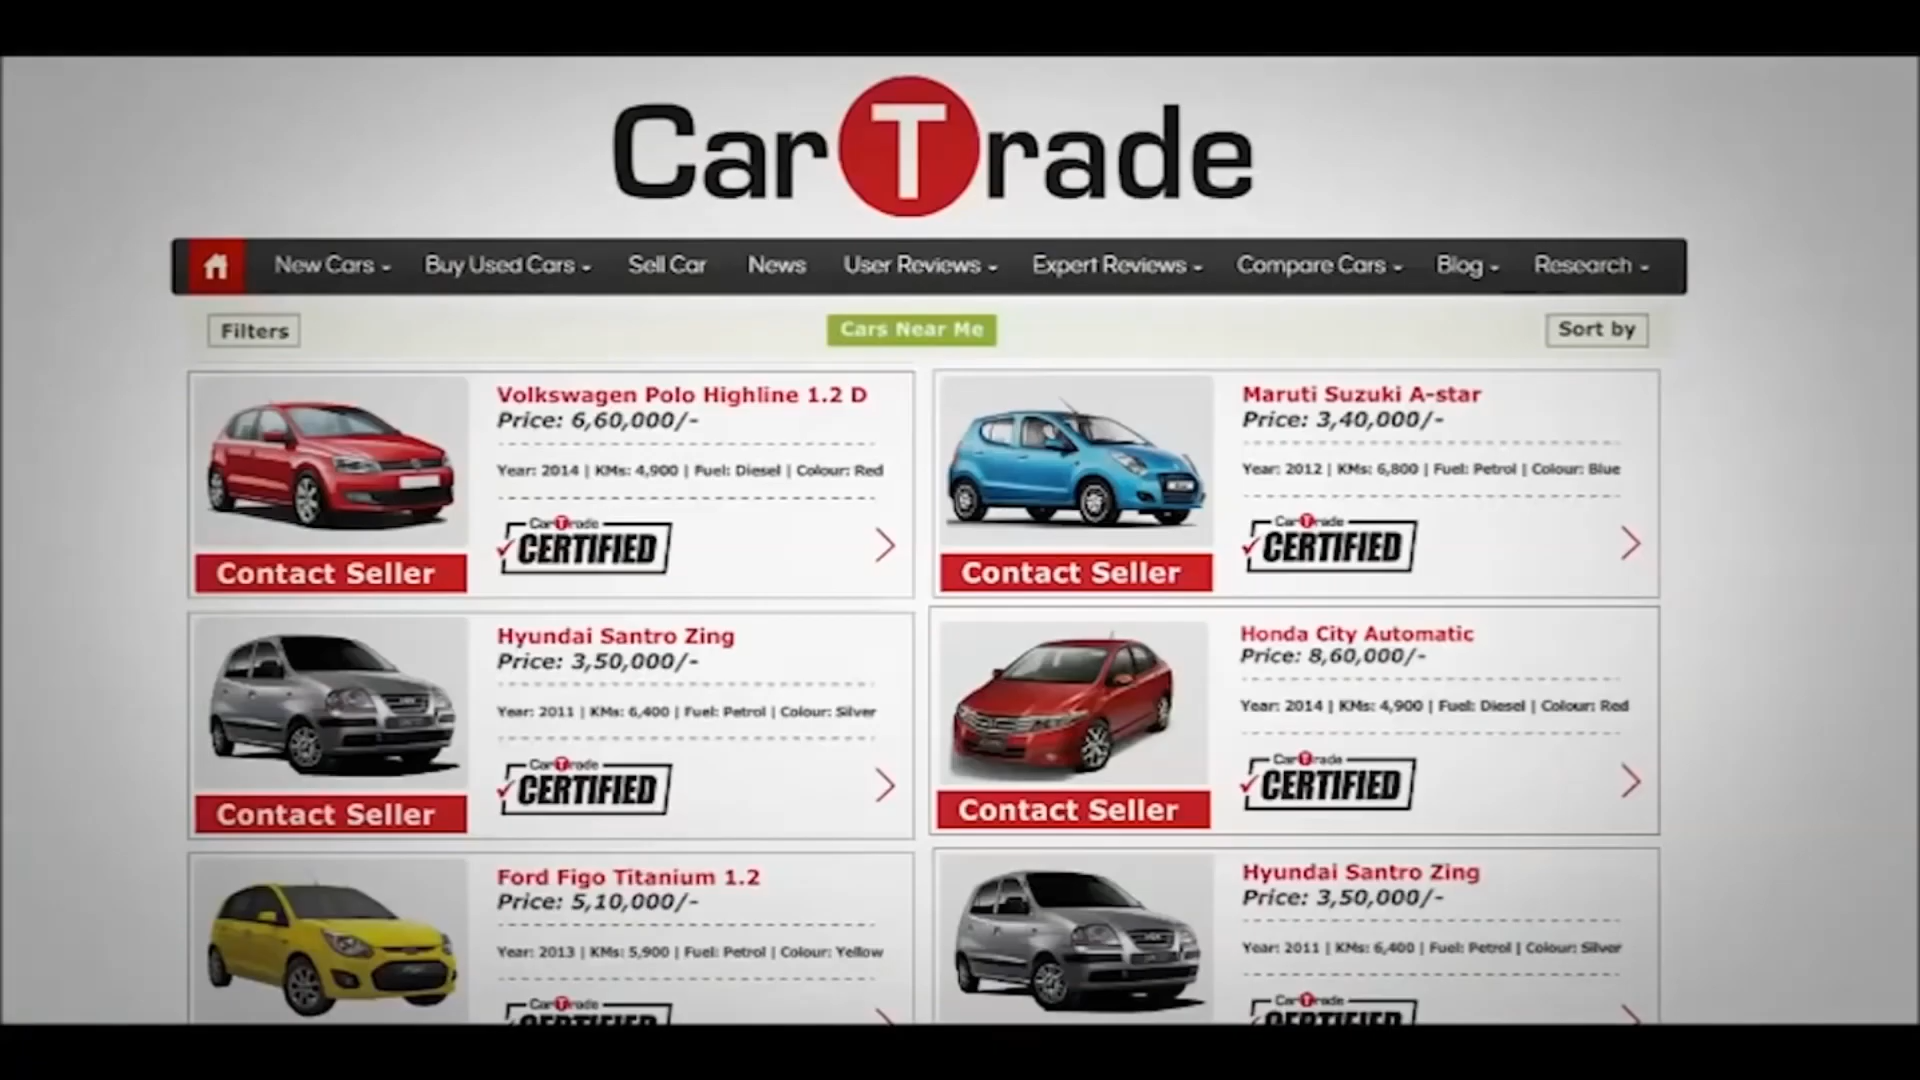 CarTrade
New Cars Buy Used Cars Sell Car News User Reviews Expert Reviews Compare Cars Blog Research
Filters
Cars Near Me
Sort by
Volkswagen Polo Highline 1.2 D
Price: 6,60,000/-
Year: 2014 | KMs: 4,900 | Fuel: Diesel | Colour: Red
CarTrade
CERTIFIED
Contact Seller
Maruti Suzuki A-star
Price: 3,40,000/-
Year: 2012 | KMs: 6,800 | Fuel: Petrol | Colour: Blue
CarTrade
CERTIFIED
Contact Seller
Hyundai Santro Zing
Price: 3,50,000/-
Year: 2011 | KMs: 6,400 | Fuel: Petrol | Colour: Silver
CarTrade
CERTIFIED
Contact Seller
Honda City Automatic
Price: 8,60,000/-
Year: 2014 | KMs: 4,900 | Fuel: Diesel | Colour: Red
CarTrade
CERTIFIED
Contact Seller
Ford Figo Titanium 1.2
Price: 5,10,000/-
Year: 2013 | KMs: 5,900 | Fuel: Petrol | Colour: Yellow
CarTrade
CERTIFIED
Hyundai Santro Zing
Price: 3,50,000/-
Year: 2011 | KMs: 6,400 | Fuel: Petrol | Colour: Silver
CarTrade
CERTIFIED